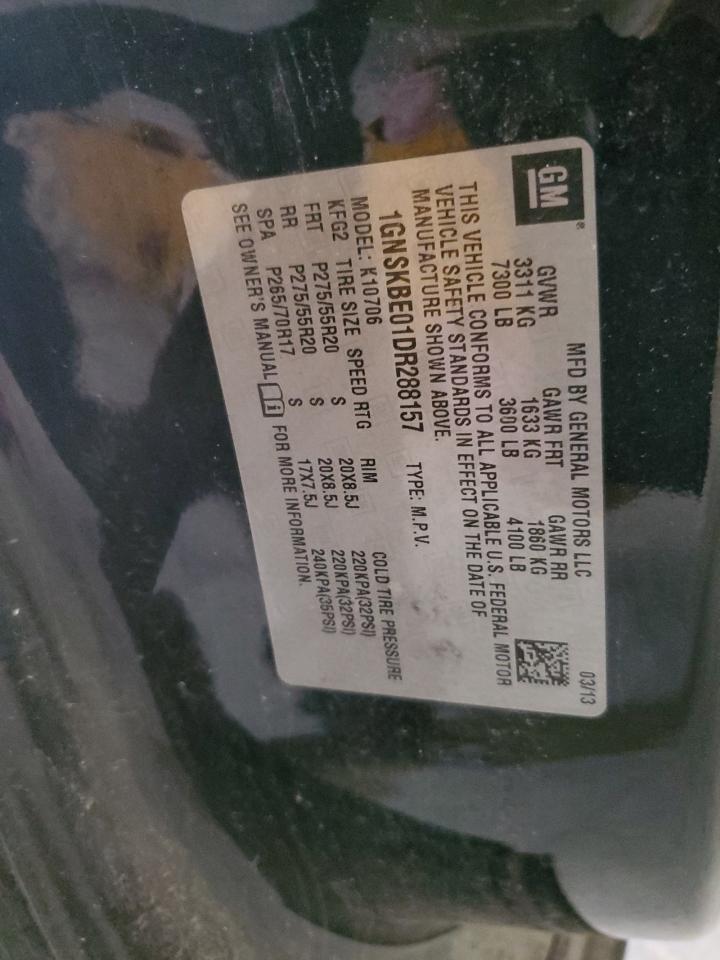 GM®
MFD BY GENERAL MOTORS LLC 03/13
GVWR GAWR FRT GAWR RR
3311 KG 1633 KG 1860 KG
7300 LB 3600 LB 4100 LB
THIS VEHICLE CONFORMS TO ALL APPLICABLE U.S. FEDERAL MOTOR
VEHICLE SAFETY STANDARDS IN EFFECT ON THE DATE OF
MANUFACTURE SHOWN ABOVE.
1GNSKBE01DR288157 TYPE: M.P.V.
MODEL: K10706
KFG2 TIRE SIZE SPEED RTG RIM COLD TIRE PRESSURE
FRT P275/55R20 S 20X8.5J 220KPA(32PSI)
RR P275/55R20 S 20X8.5J 220KPA(32PSI)
SPA P265/70R17 S 17X7.5J 240KPA(35PSI)
SEE OWNER'S MANUAL FOR MORE INFORMATION.